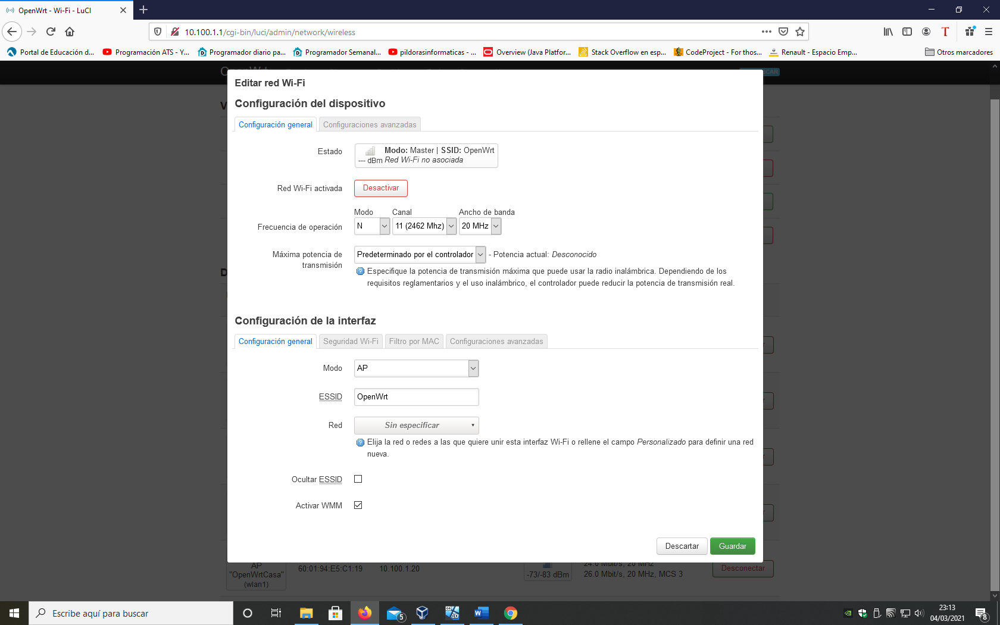 OpenWrt - Wi-Fi - LuCI
10.100.1.1/cgi-bin/luci/admin/network/wireless
Portal de Educación d...
Programación ATS - Y...
Programador diario pa...
Programador Semanal...
pildorasinformaticas - ...
Overview (Java Platfor...
Stack Overflow en esp...
CodeProject - For thos...
Renault - Espacio Emp...
Otros marcadores
Editar red Wi-Fi
Configuración del dispositivo
Configuración general Configuraciones avanzadas
Estado
Modo: Master | SSID: OpenWrt
--- dBm Red Wi-Fi no asociada
Red Wi-Fi activada Desactivar
Modo Canal Ancho de banda
Frecuencia de operación N 11 (2462 Mhz) 20 MHz
Máxima potencia de
transmisión
Predeterminado por el controlador - Potencia actual: Desconocido
Especifique la potencia de transmisión máxima que puede usar la radio inalámbrica. Dependiendo de los
requisitos reglamentarios y el uso inalámbrico, el controlador puede reducir la potencia de transmisión real.
Configuración de la interfaz
Configuración general Seguridad Wi-Fi Filtro por MAC Configuraciones avanzadas
Modo AP
ESSID OpenWrt
Red Sin especificar
Elija la red o redes a las que quiere unir esta interfaz Wi-Fi o rellene el campo Personalizado para definir una red
nueva.
Ocultar ESSID
Activar WMM
Descartar Guardar
AP
"OpenWrtCasa"
(wlan1)
60:01:94:E5:C1:19 10.100.1.20
-73/-83 dBm
24.0 Mbit/s, 20 MHz
26.0 Mbit/s, 20 MHz, MCS 3
Desconectar
Escribe aquí para buscar
5
10
23:13
04/03/2021
8